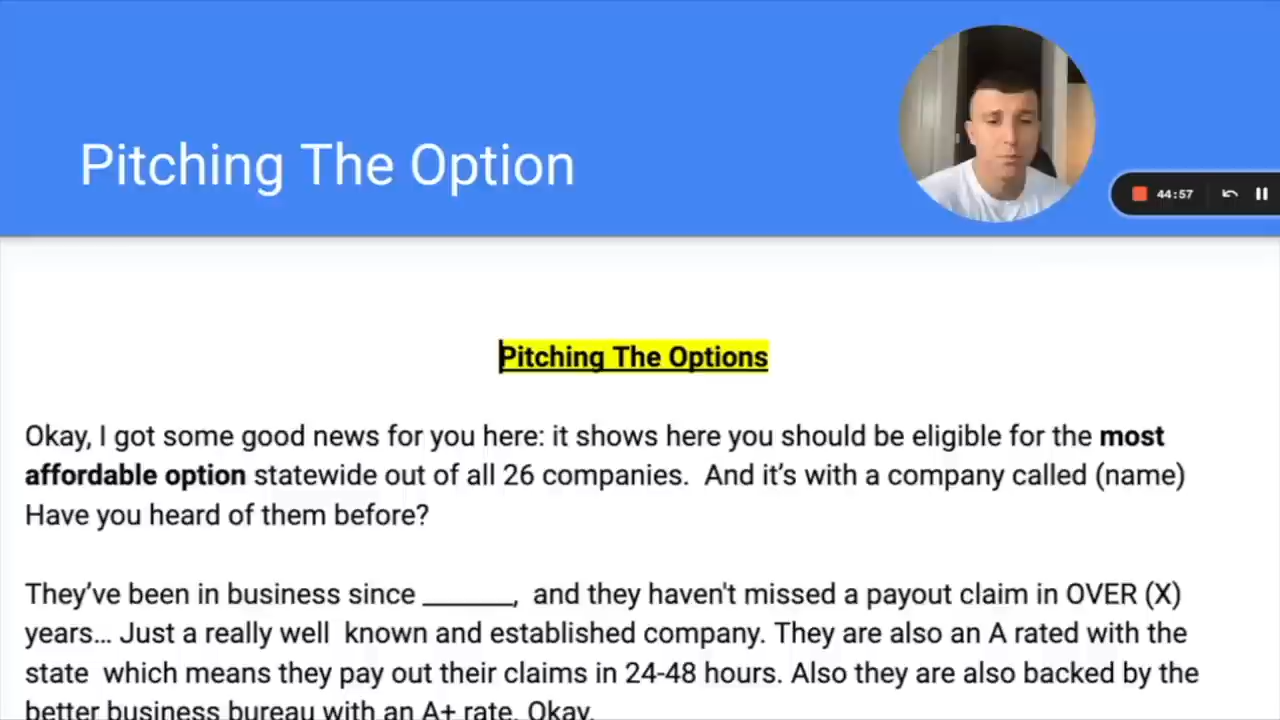 Pitching The Option
44:57
Pitching The Options
Okay, I got some good news for you here: it shows here you should be eligible for the most
affordable option statewide out of all 26 companies.  And it's with a company called (name)
Have you heard of them before?
They've been in business since ______,  and they haven't missed a payout claim in OVER (X)
years... Just a really well  known and established company. They are also an A rated with the
state  which means they pay out their claims in 24-48 hours. Also they are also backed by the
better business bureau with an A+ rate. Okay.